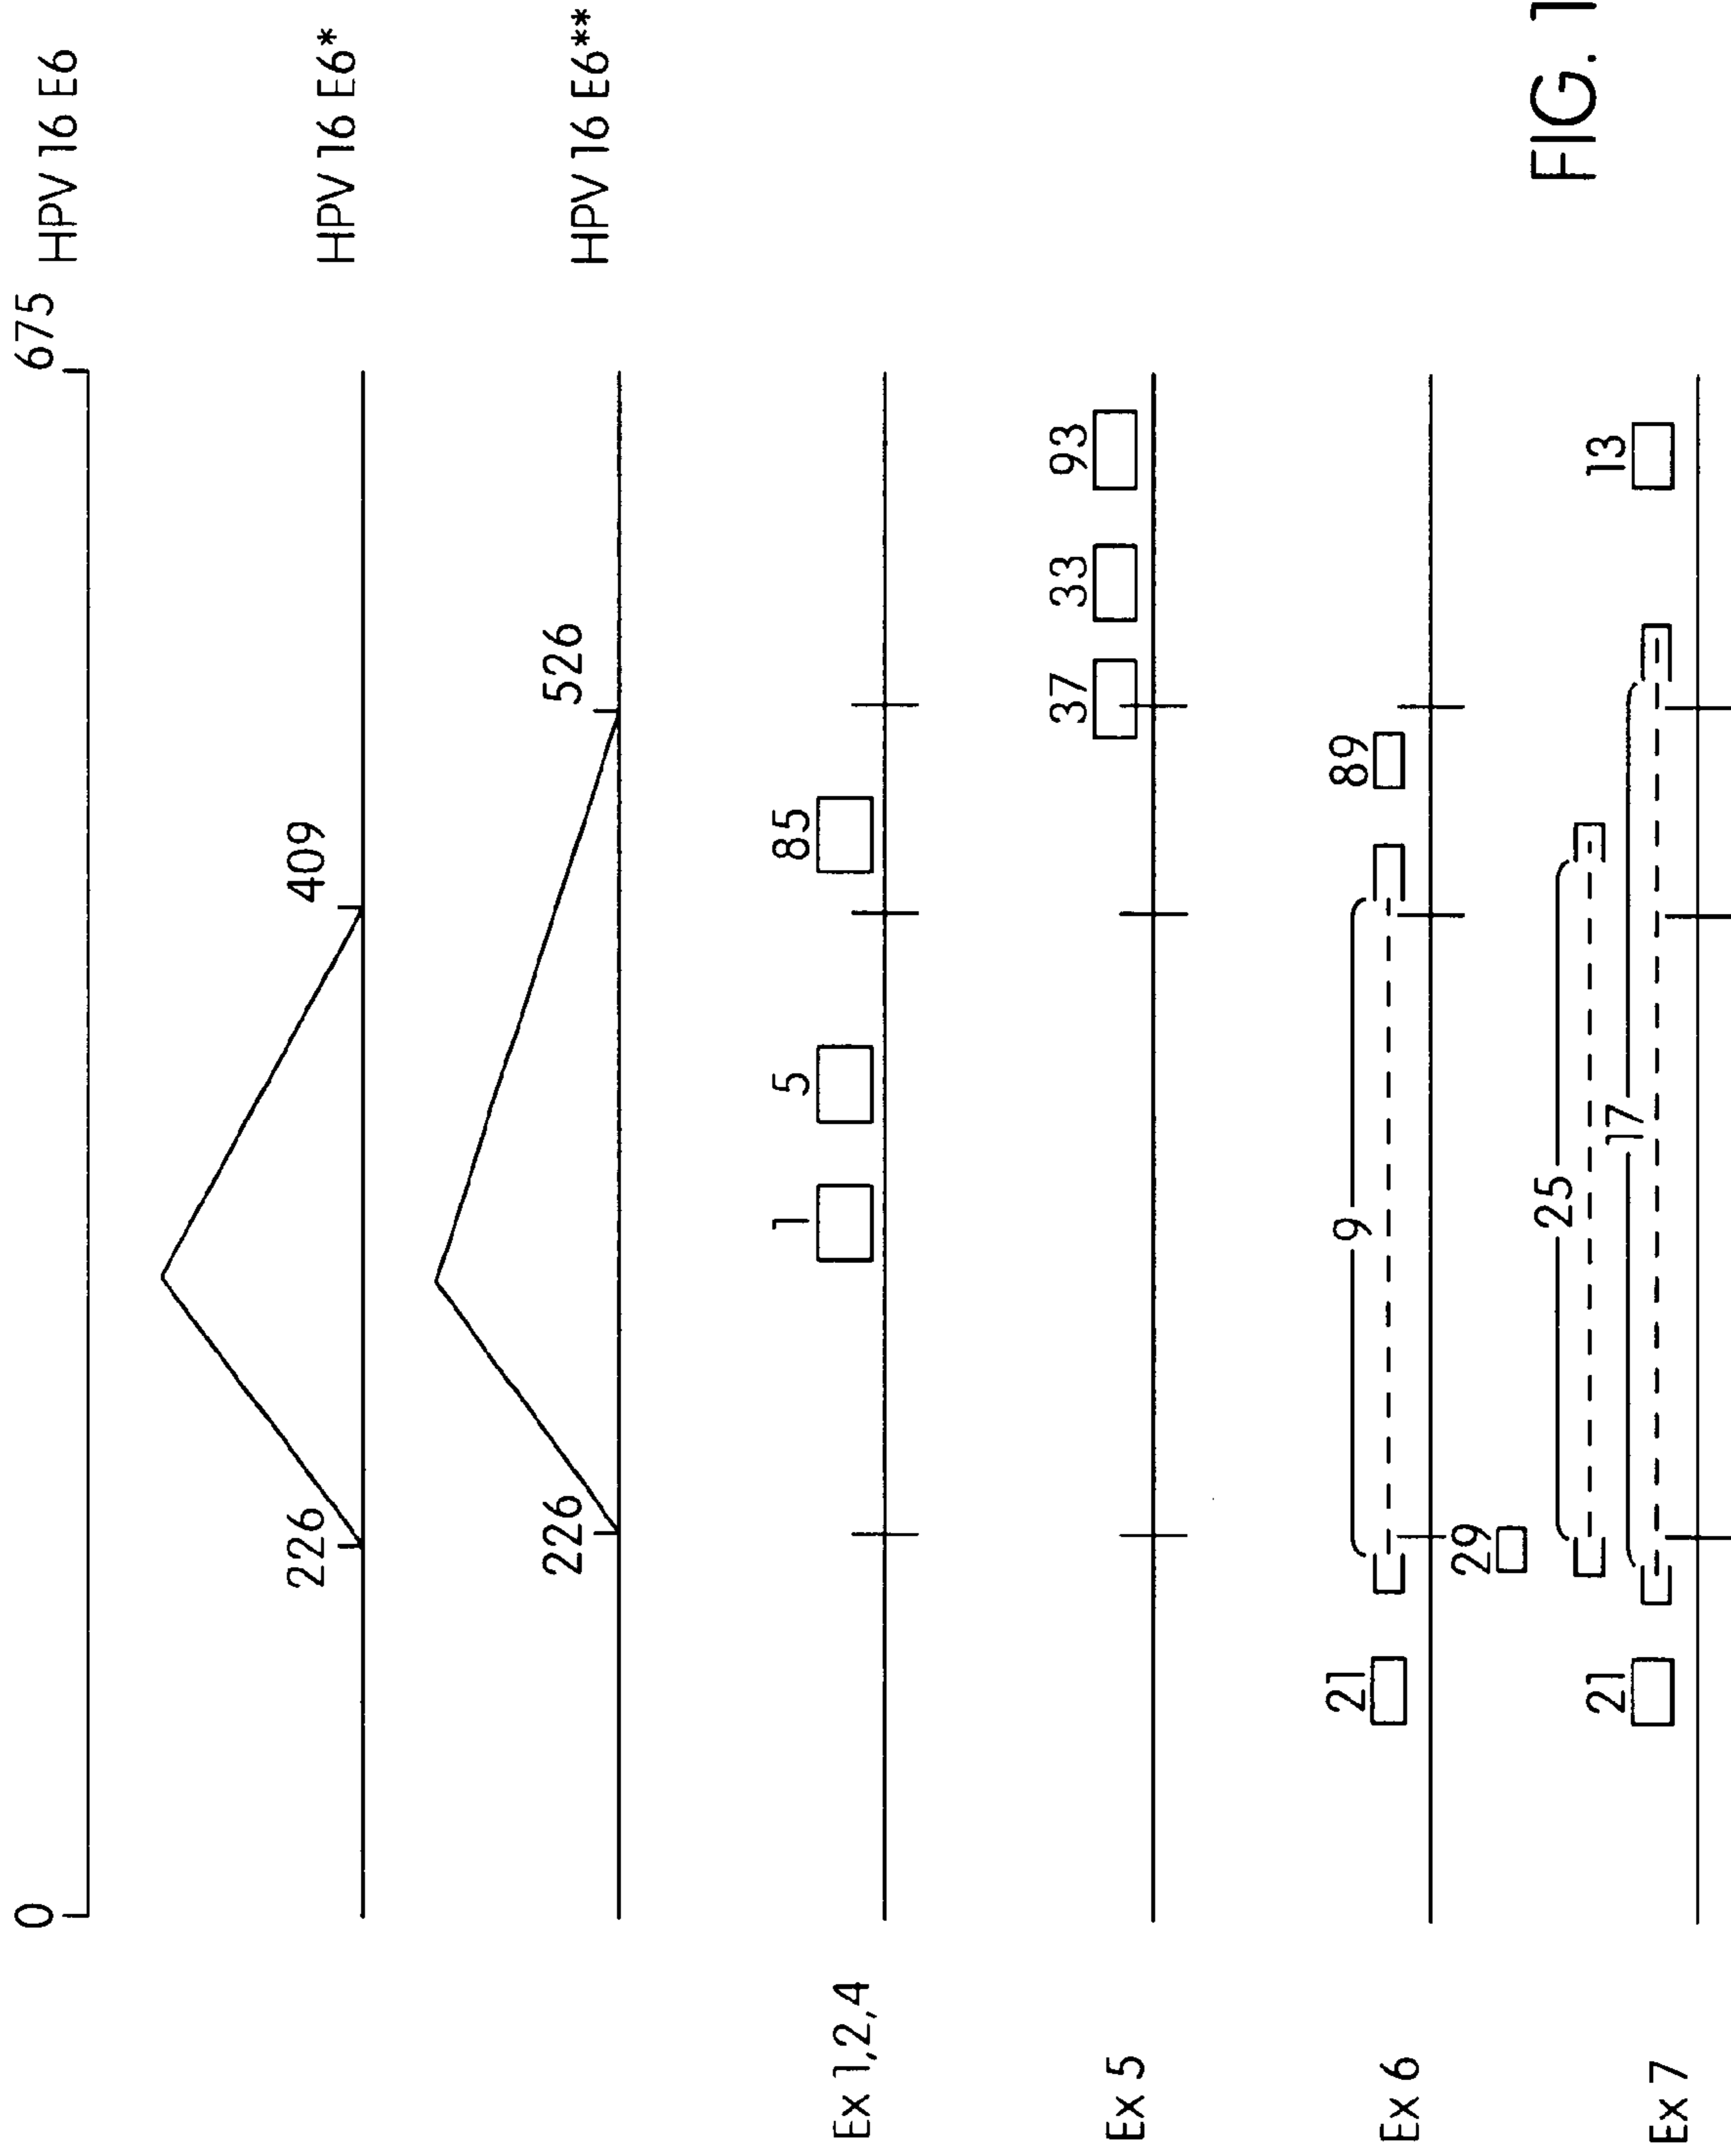 0 675 HPV 16 E6
226 409 HPV 16 E6*
226 526 HPV 16 E6**
Ex 1,2,4 1 5 85
Ex 5 37 33 93
Ex 6 21 9 89
29
25
Ex 7 21 17 13
FIG. 1